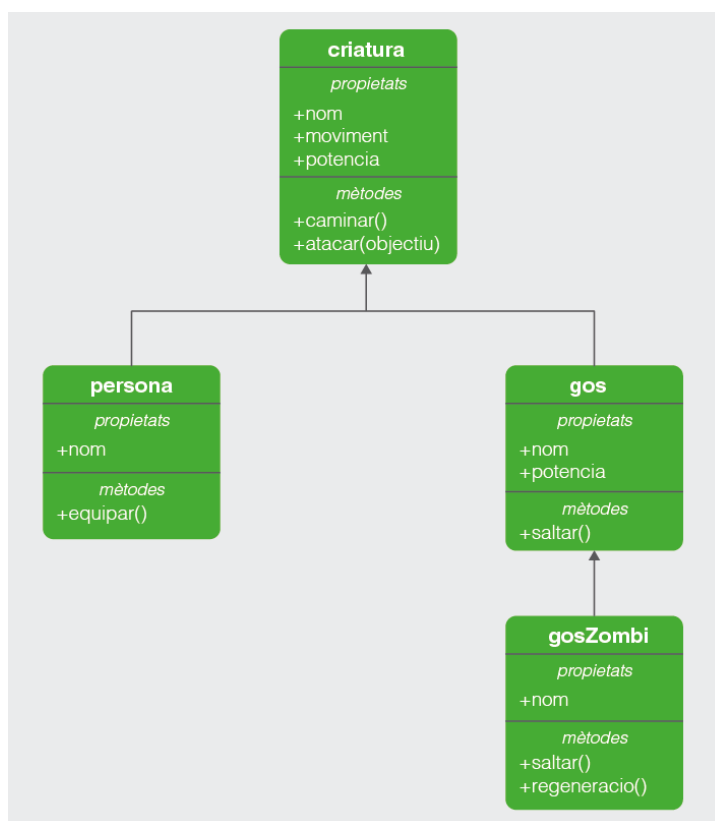 criatura
propietats
+nom
+moviment
+potencia
mètodes
+caminar()
+atacar(objectiu)
persona
propietats
+nom
mètodes
+equipar()
gos
propietats
+nom
+potencia
mètodes
+saltar()
gosZombi
propietats
+nom
mètodes
+saltar()
+regeneracio()